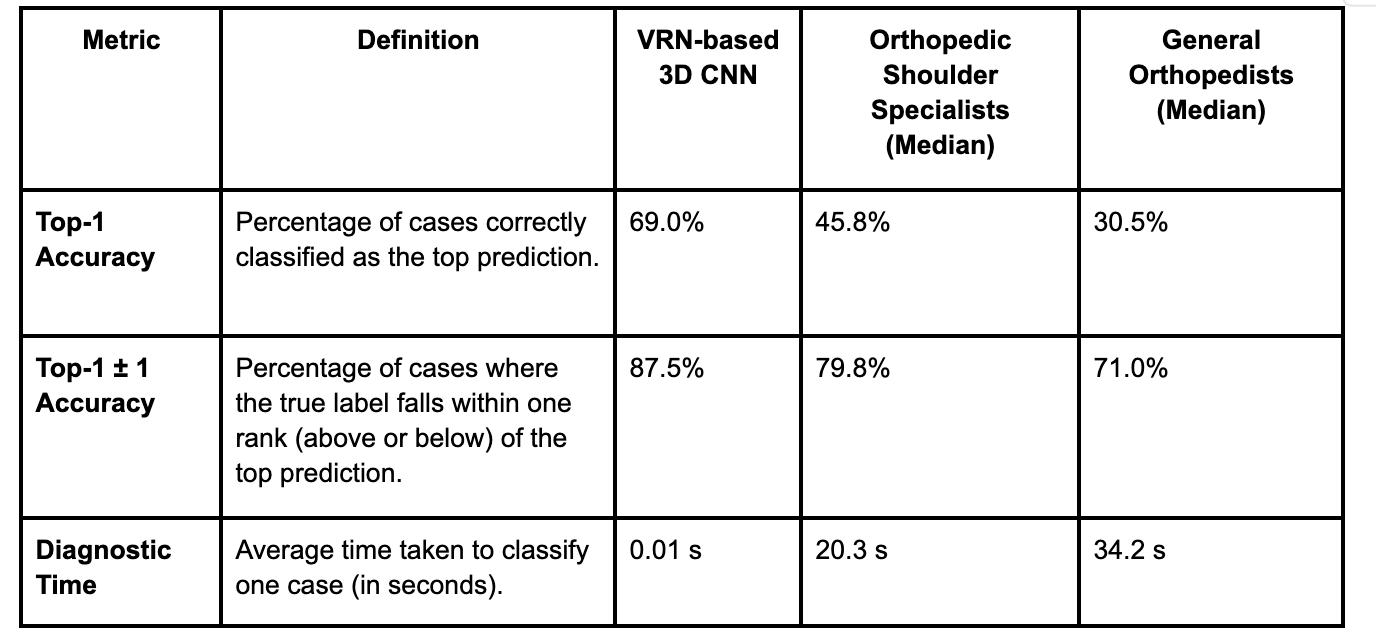 Metric
Definition
VRN-based
3D CNN
Orthopedic
Shoulder
Specialists
(Median)
General
Orthopedists
(Median)
Top-1
Accuracy
Percentage of cases correctly
classified as the top prediction.
69.0%
45.8%
30.5%
Top-1 ± 1
Accuracy
Percentage of cases where
the true label falls within one
rank (above or below) of the
top prediction.
87.5%
79.8%
71.0%
Diagnostic
Time
Average time taken to classify
one case (in seconds).
0.01 s
20.3 s
34.2 s